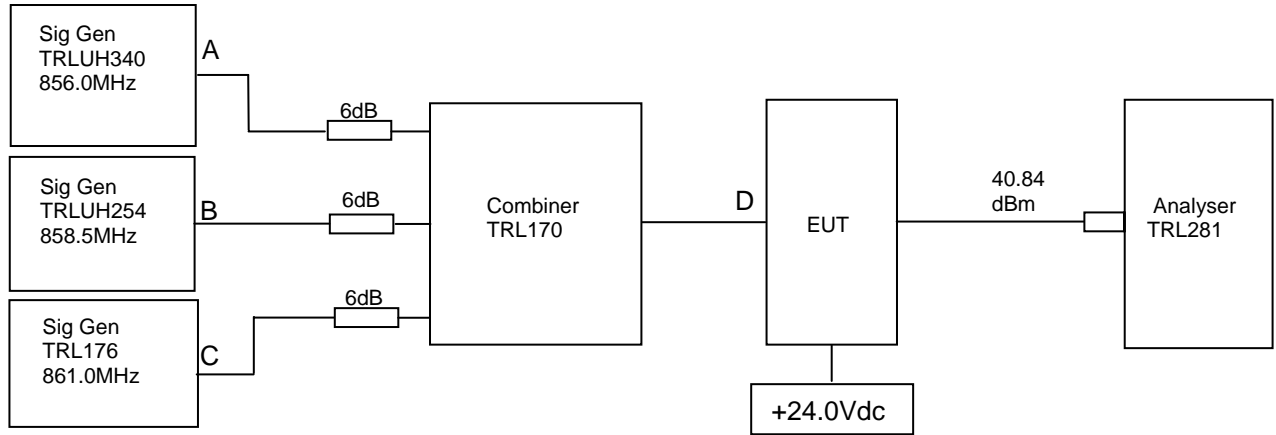 Sig Gen
TRLUH340
856.0MHz
A
6dB
Sig Gen
TRLUH254
858.5MHz
B
6dB
Sig Gen
TRL176
861.0MHz
C
6dB
Combiner
TRL170
D
EUT
+24.0Vdc
40.84
dBm
Analyser
TRL281